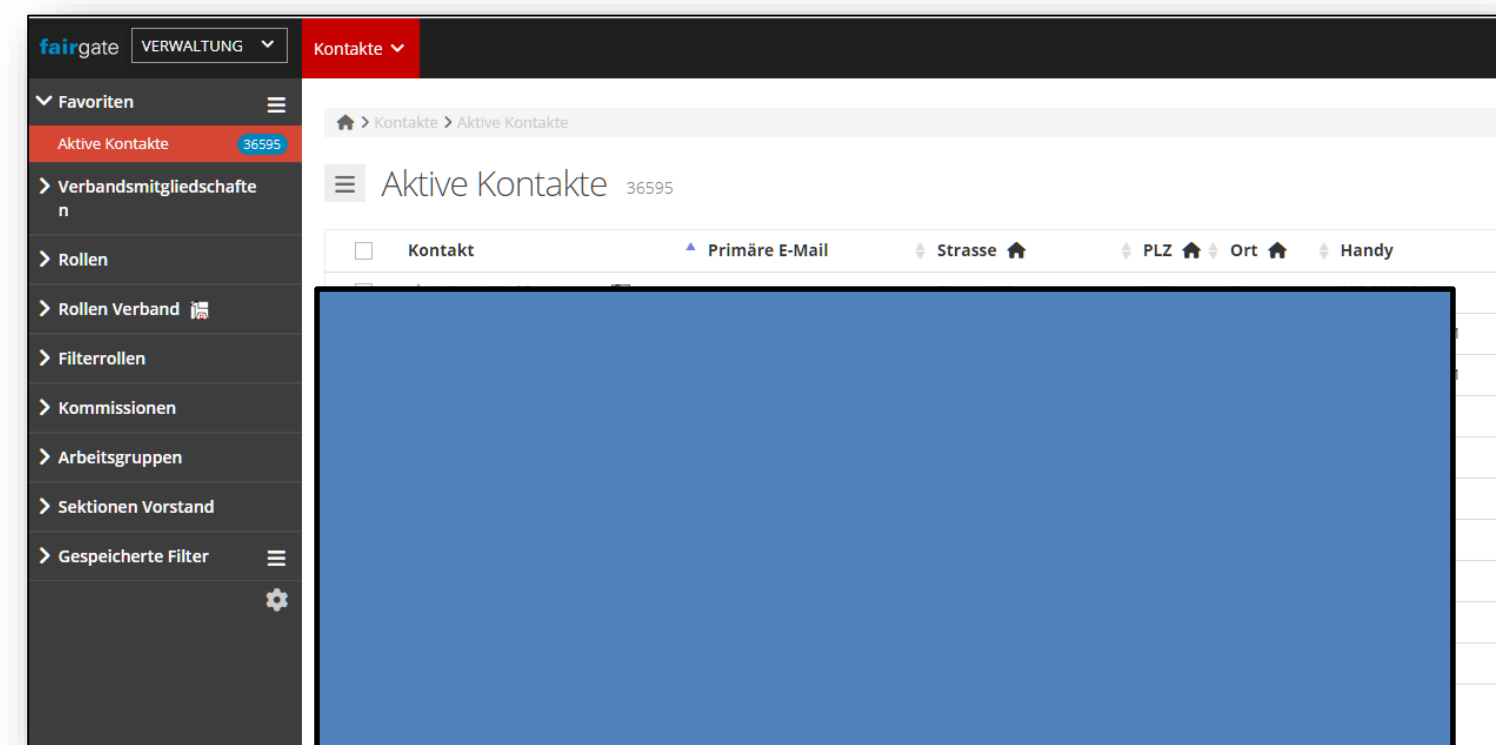 fairgate VERWALTUNG Kontakte
Favoriten
Aktive Kontakte 36595
Verbandsmitgliedschafte
n
Rollen
Rollen Verband
Filterrollen
Kommissionen
Arbeitsgruppen
Sektionen Vorstand
Gespeicherte Filter
Kontakte Aktive Kontakte
Aktive Kontakte 36595
Kontakt Primäre E-Mail Strasse PLZ Ort Handy